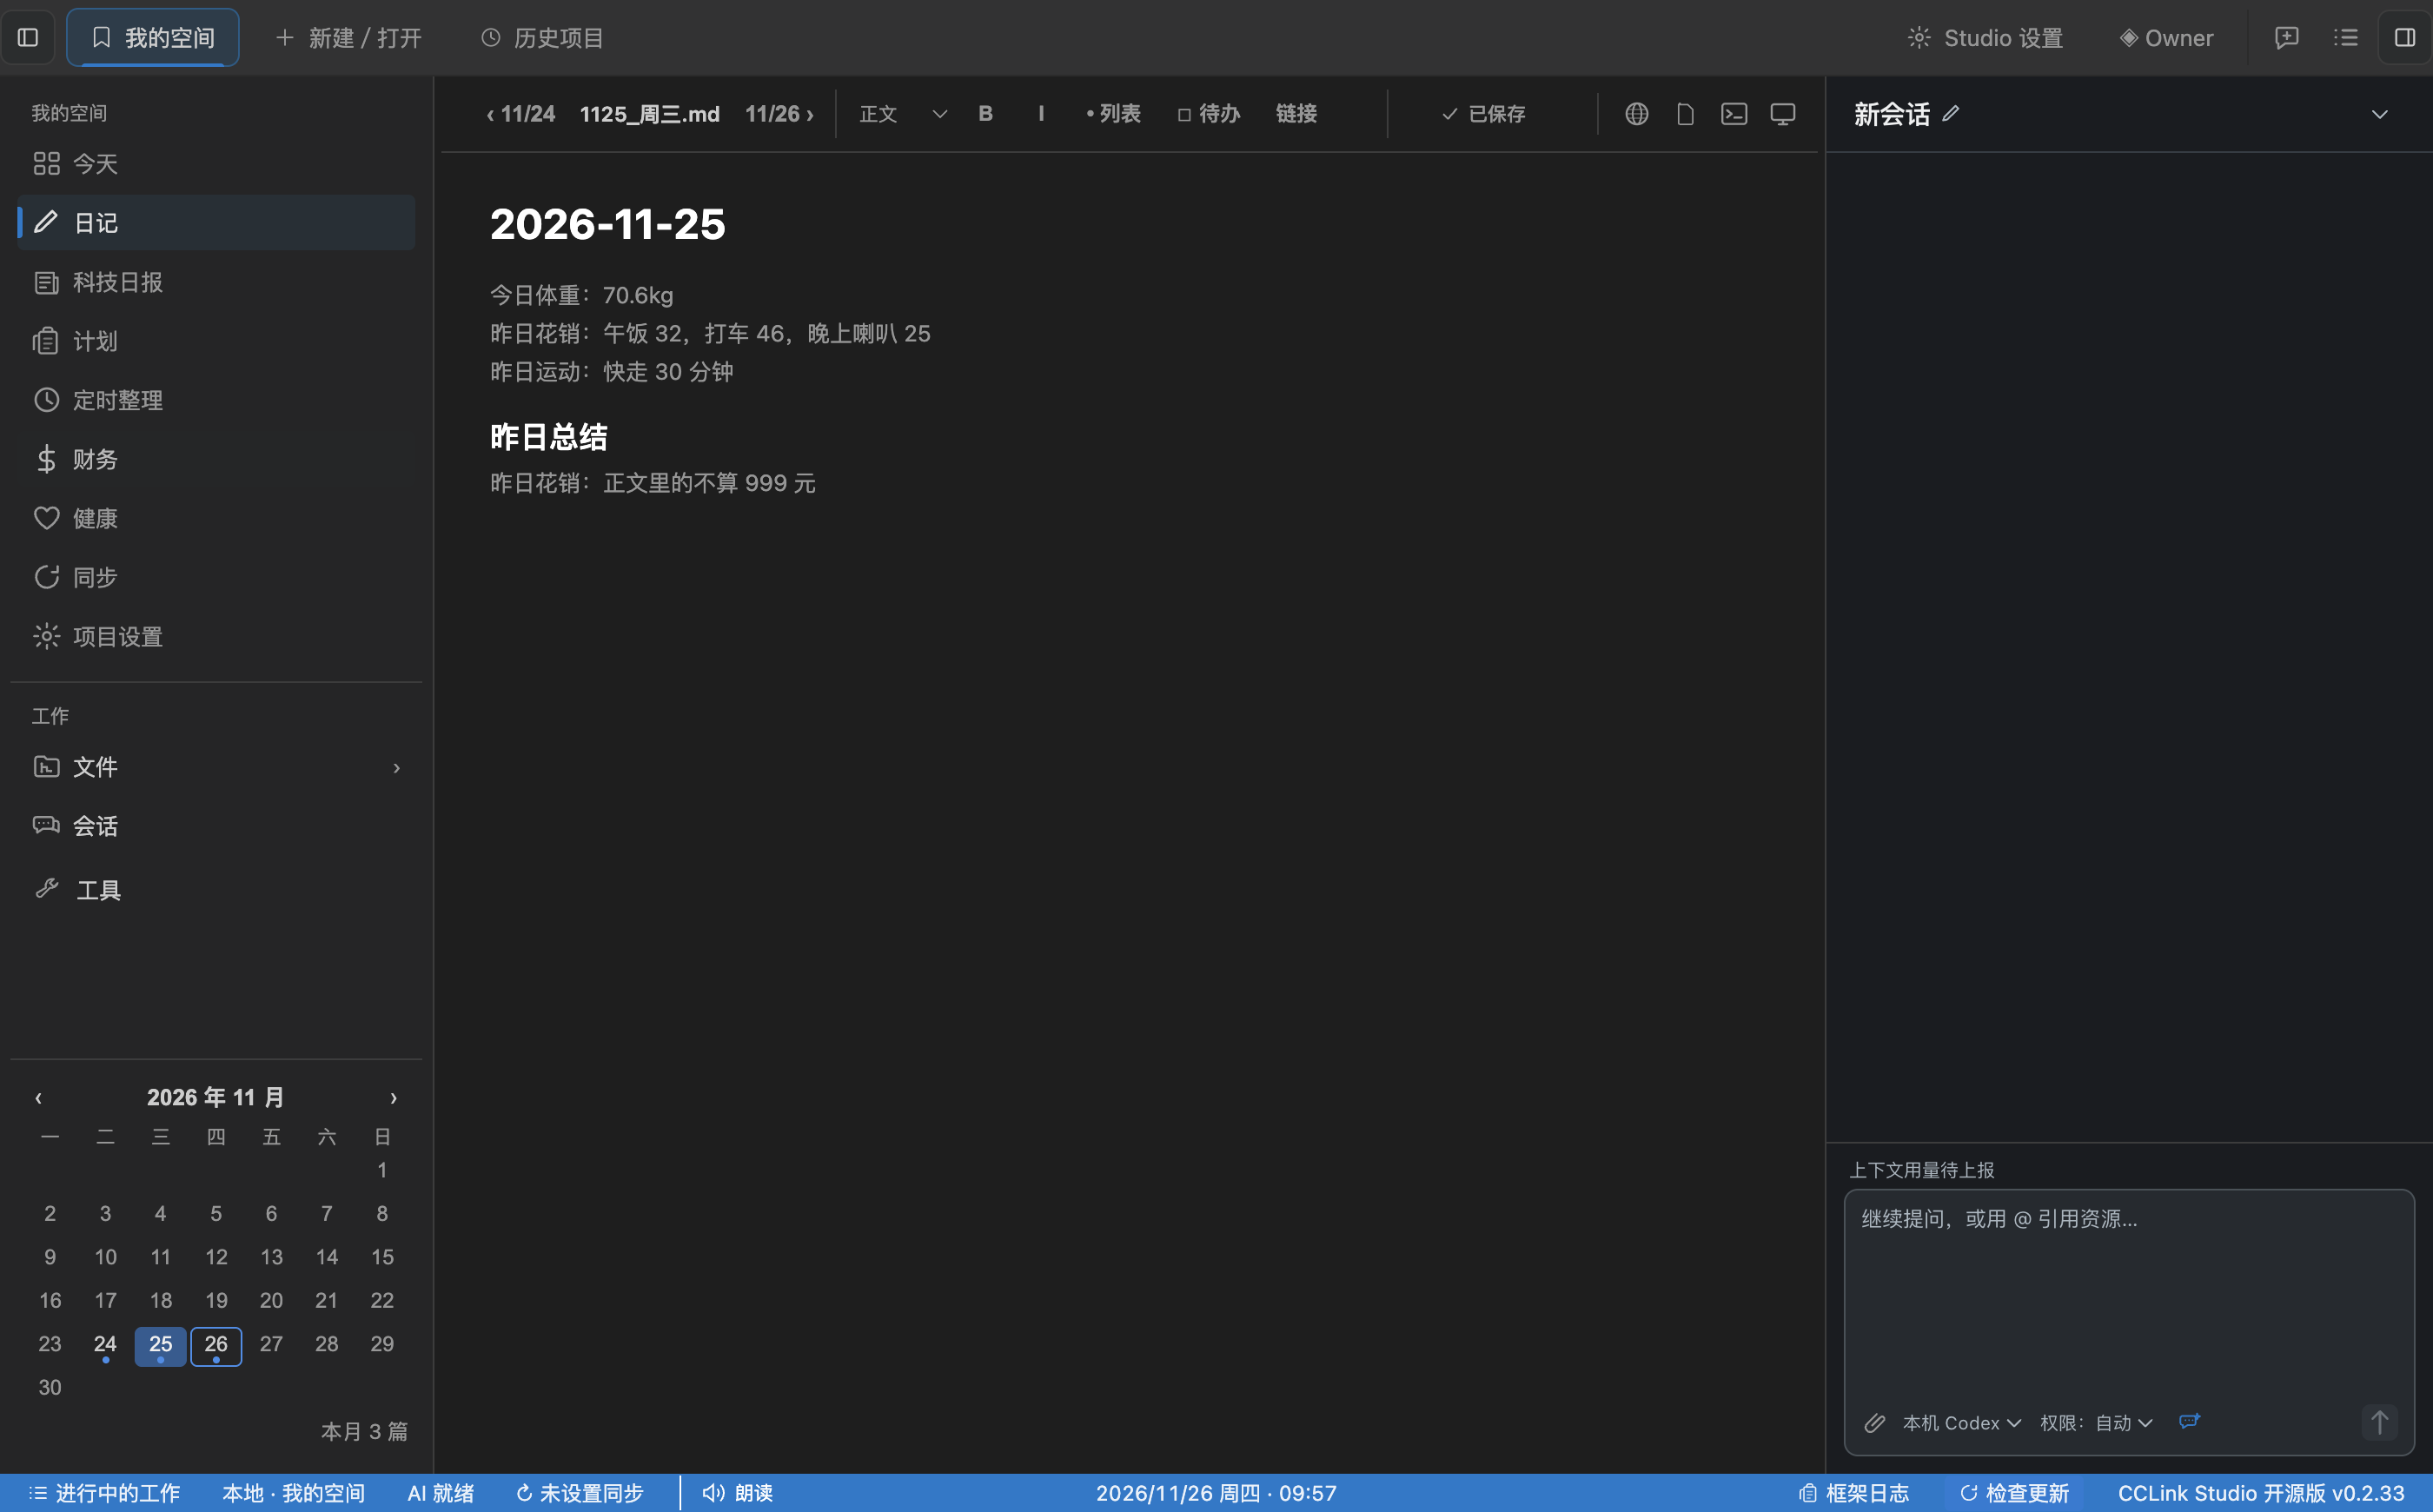 我的空间
新建 / 打开
历史项目
Studio 设置
Owner
我的空间
今天
日记
科技日报
计划
定时整理
财务
健康
同步
项目设置
工作
文件
会话
工具
‹ 2026 年 11 月 ›
一 二 三 四 五 六 日
1
2 3 4 5 6 7 8
9 10 11 12 13 14 15
16 17 18 19 20 21 22
23 24 25 26 27 28 29
30
本月 3 篇
‹ 11/24 1125_周三.md 11/26 › 正文 B I • 列表 □ 待办 链接 ✓ 已保存
2026-11-25
今日体重：70.6kg
昨日花销：午饭 32，打车 46，晚上喇叭 25
昨日运动：快走 30 分钟
昨日总结
昨日花销：正文里的不算 999 元
新会话
上下文用量待上报
继续提问，或用 @ 引用资源...
本机 Codex 权限：自动
进行中的工作 本地 · 我的空间 AI 就绪 未设置同步 朗读 2026/11/26 周四 · 09:57 框架日志 检查更新 CCLink Studio 开源版 v0.2.33